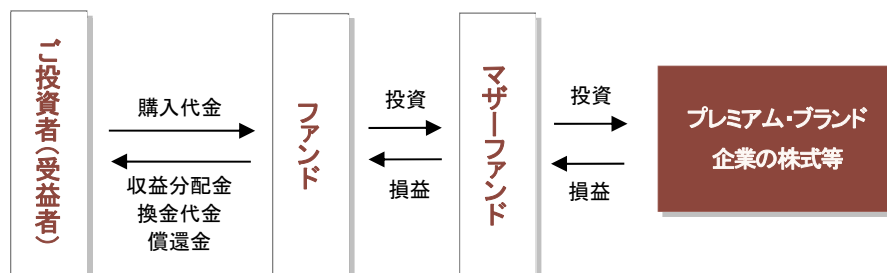 ご投資者(受益者)
購入代金
収益分配金
換金代金
償還金
ファンド
投資
損益
マザーファンド
投資
損益
プレミアム・ブランド
企業の株式等